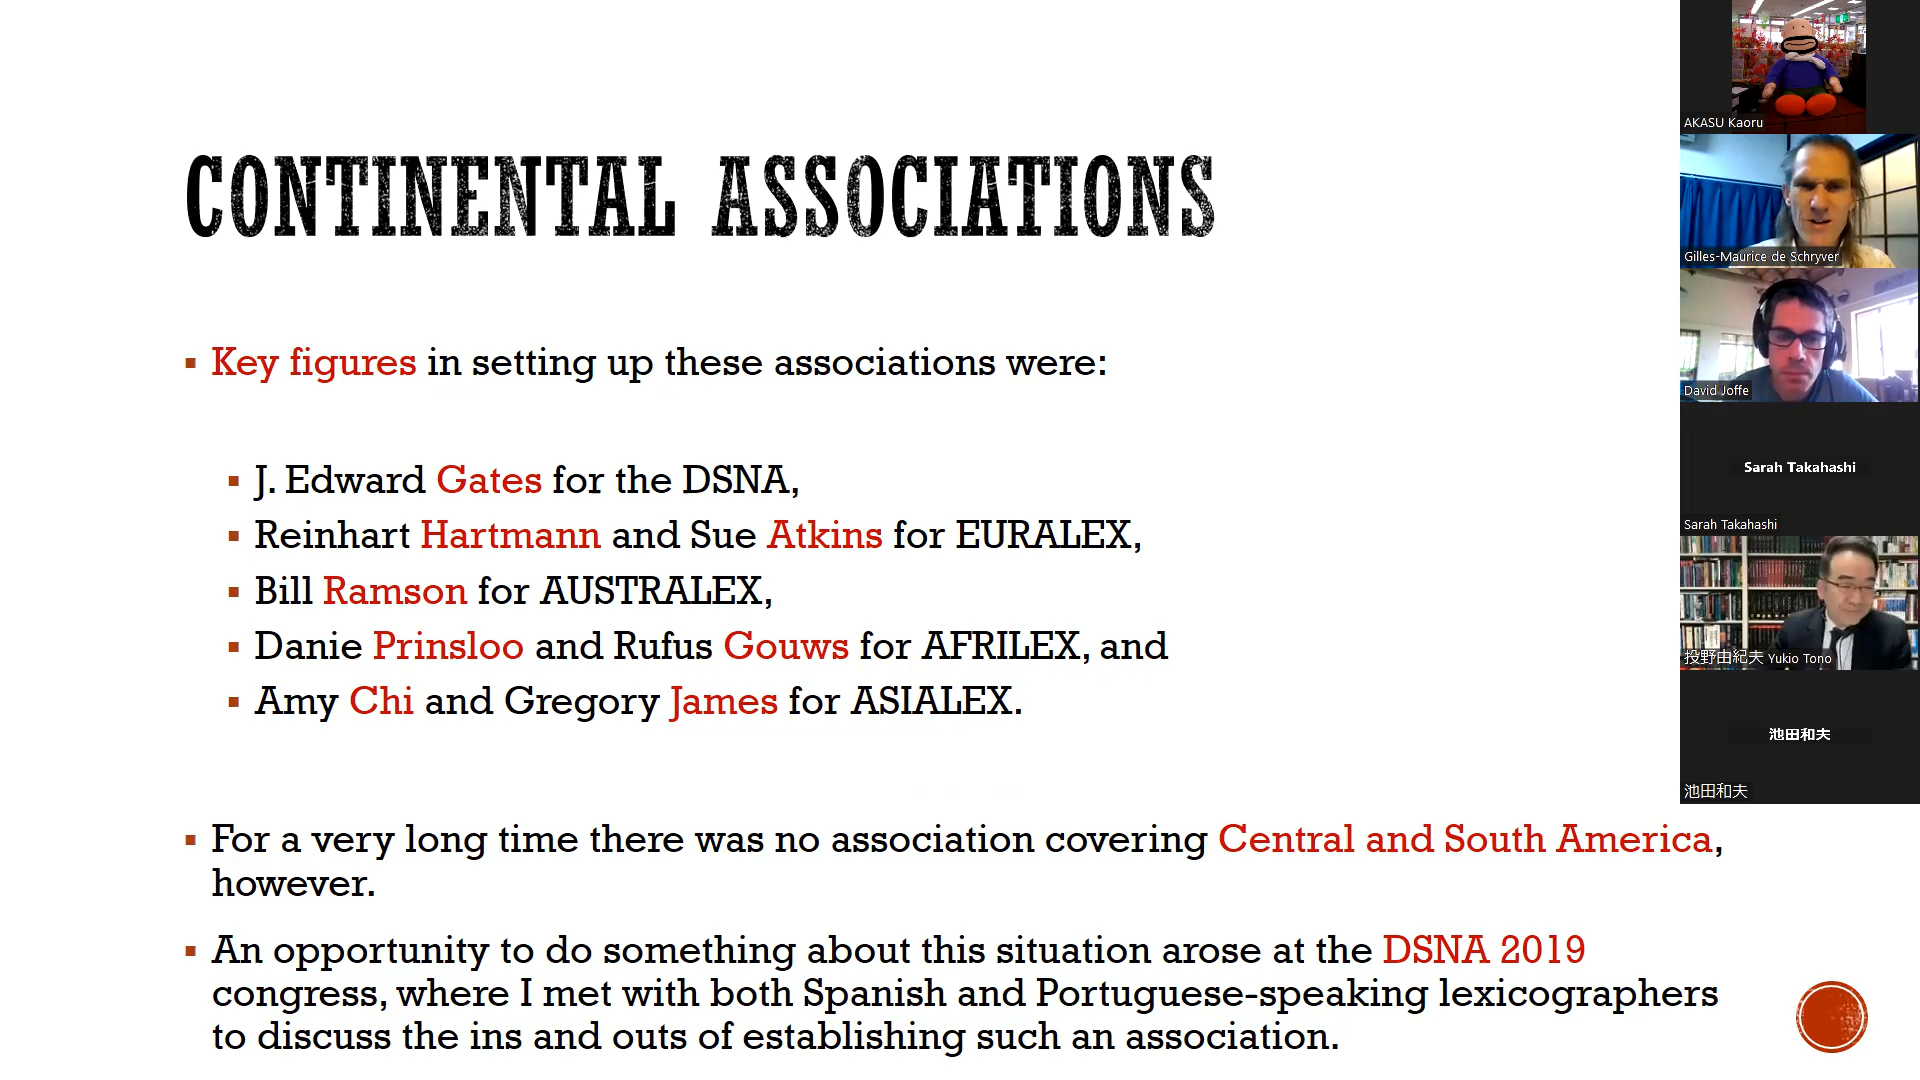 CONTINENTAL ASSOCIATIONS
Key figures in setting up these associations were:
J. Edward Gates for the DSNA,
Reinhart Hartmann and Sue Atkins for EURALEX,
Bill Ramson for AUSTRALEX,
Danie Prinsloo and Rufus Gouws for AFRILEX, and
Amy Chi and Gregory James for ASIALEX.
For a very long time there was no association covering Central and South America,
however.
An opportunity to do something about this situation arose at the DSNA 2019
congress, where I met with both Spanish and Portuguese-speaking lexicographers
to discuss the ins and outs of establishing such an association.
AKASU Kaoru
Gilles-Maurice de Schryver
David Joffe
Sarah Takahashi
Sarah Takahashi
投野由紀夫 Yukio Tono
池田和夫
池田和夫